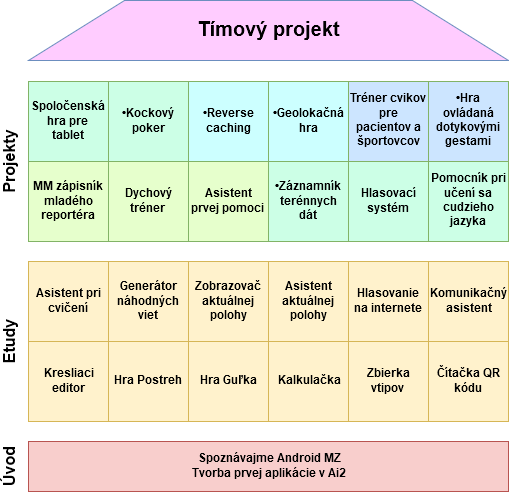 Tímový projekt
Projekty
Spoločenská
hra pre
tablet
•Kockový
poker
•Reverse
caching
•Geolokačná
hra
Tréner cvikov
pre
pacientov a
športovcov
•Hra
ovládaná
dotykovými
gestami
MM zápisník
mladého
reportéra
Dychový
tréner
Asistent
prvej pomoci
•Záznamník
terénnych
dát
Hlasovací
systém
Pomocník pri
učení sa
cudzieho
jazyka
Etudy
Asistent pri
cvičení
Generátor
náhodných
viet
Zobrazovač
aktuálnej
polohy
Asistent
aktuálnej
polohy
Hlasovanie
na internete
Komunikačný
asistent
Kresliaci
editor
Hra Postreh
Hra Guľka
Kalkulačka
Zbierka
vtipov
Čítačka QR
kódu
Úvod
Spoznávajme Android MZ
Tvorba prvej aplikácie v Ai2